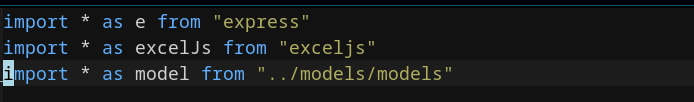 import * as e from "express"
import * as excelJs from "exceljs"
import * as model from "../models/models"